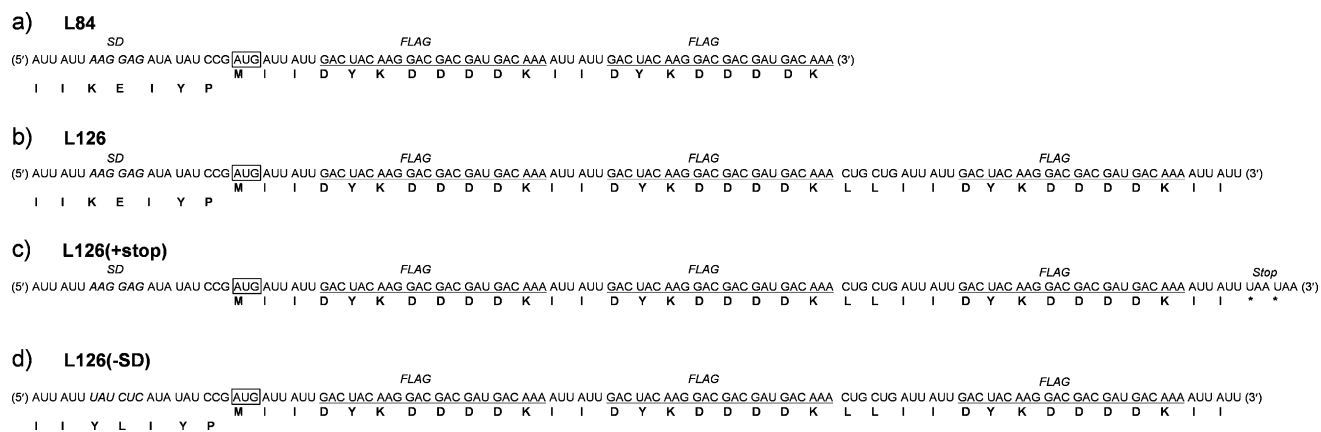 a) L84
SD FLAG FLAG
(5') AUU AUU AAG GAG AUA UAU CCG AUG AUU AUU GAC UAC AAG GAC GAC GAU GAC AAA AUU AUU GAC UAC AAG GAC GAC GAU GAC AAA (3')
M I I D Y K D D D D K I I D Y K D D D D K
I I K E I Y P
b) L126
SD FLAG FLAG FLAG
(5') AUU AUU AAG GAG AUA UAU CCG AUG AUU AUU GAC UAC AAG GAC GAC GAU GAC AAA AUU AUU GAC UAC AAG GAC GAC GAU GAC AAA CUG CUG AUU AUU GAC UAC AAG GAC GAC GAU GAC AAA AUU AUU (3')
M I I D Y K D D D D K I I D Y K D D D D K L L I I D Y K D D D D K I I
I I K E I Y P
c) L126(+stop)
SD FLAG FLAG FLAG Stop
(5') AUU AUU AAG GAG AUA UAU CCG AUG AUU AUU GAC UAC AAG GAC GAC GAU GAC AAA AUU AUU GAC UAC AAG GAC GAC GAU GAC AAA CUG CUG AUU AUU GAC UAC AAG GAC GAC GAU GAC AAA AUU AUU UAA UAA (3')
M I I D Y K D D D D K I I D Y K D D D D K L L I I D Y K D D D D K I I * *
d) L126(-SD)
FLAG FLAG FLAG
(5') AUU AUU UAU CUC AUA UAU CCG AUG AUU AUU GAC UAC AAG GAC GAC GAU GAC AAA AUU AUU GAC UAC AAG GAC GAC GAU GAC AAA CUG CUG AUU AUU GAC UAC AAG GAC GAC GAU GAC AAA AUU AUU (3')
M I I D Y K D D D D K I I D Y K D D D D K L L I I D Y K D D D D K I I
I I Y L I Y P